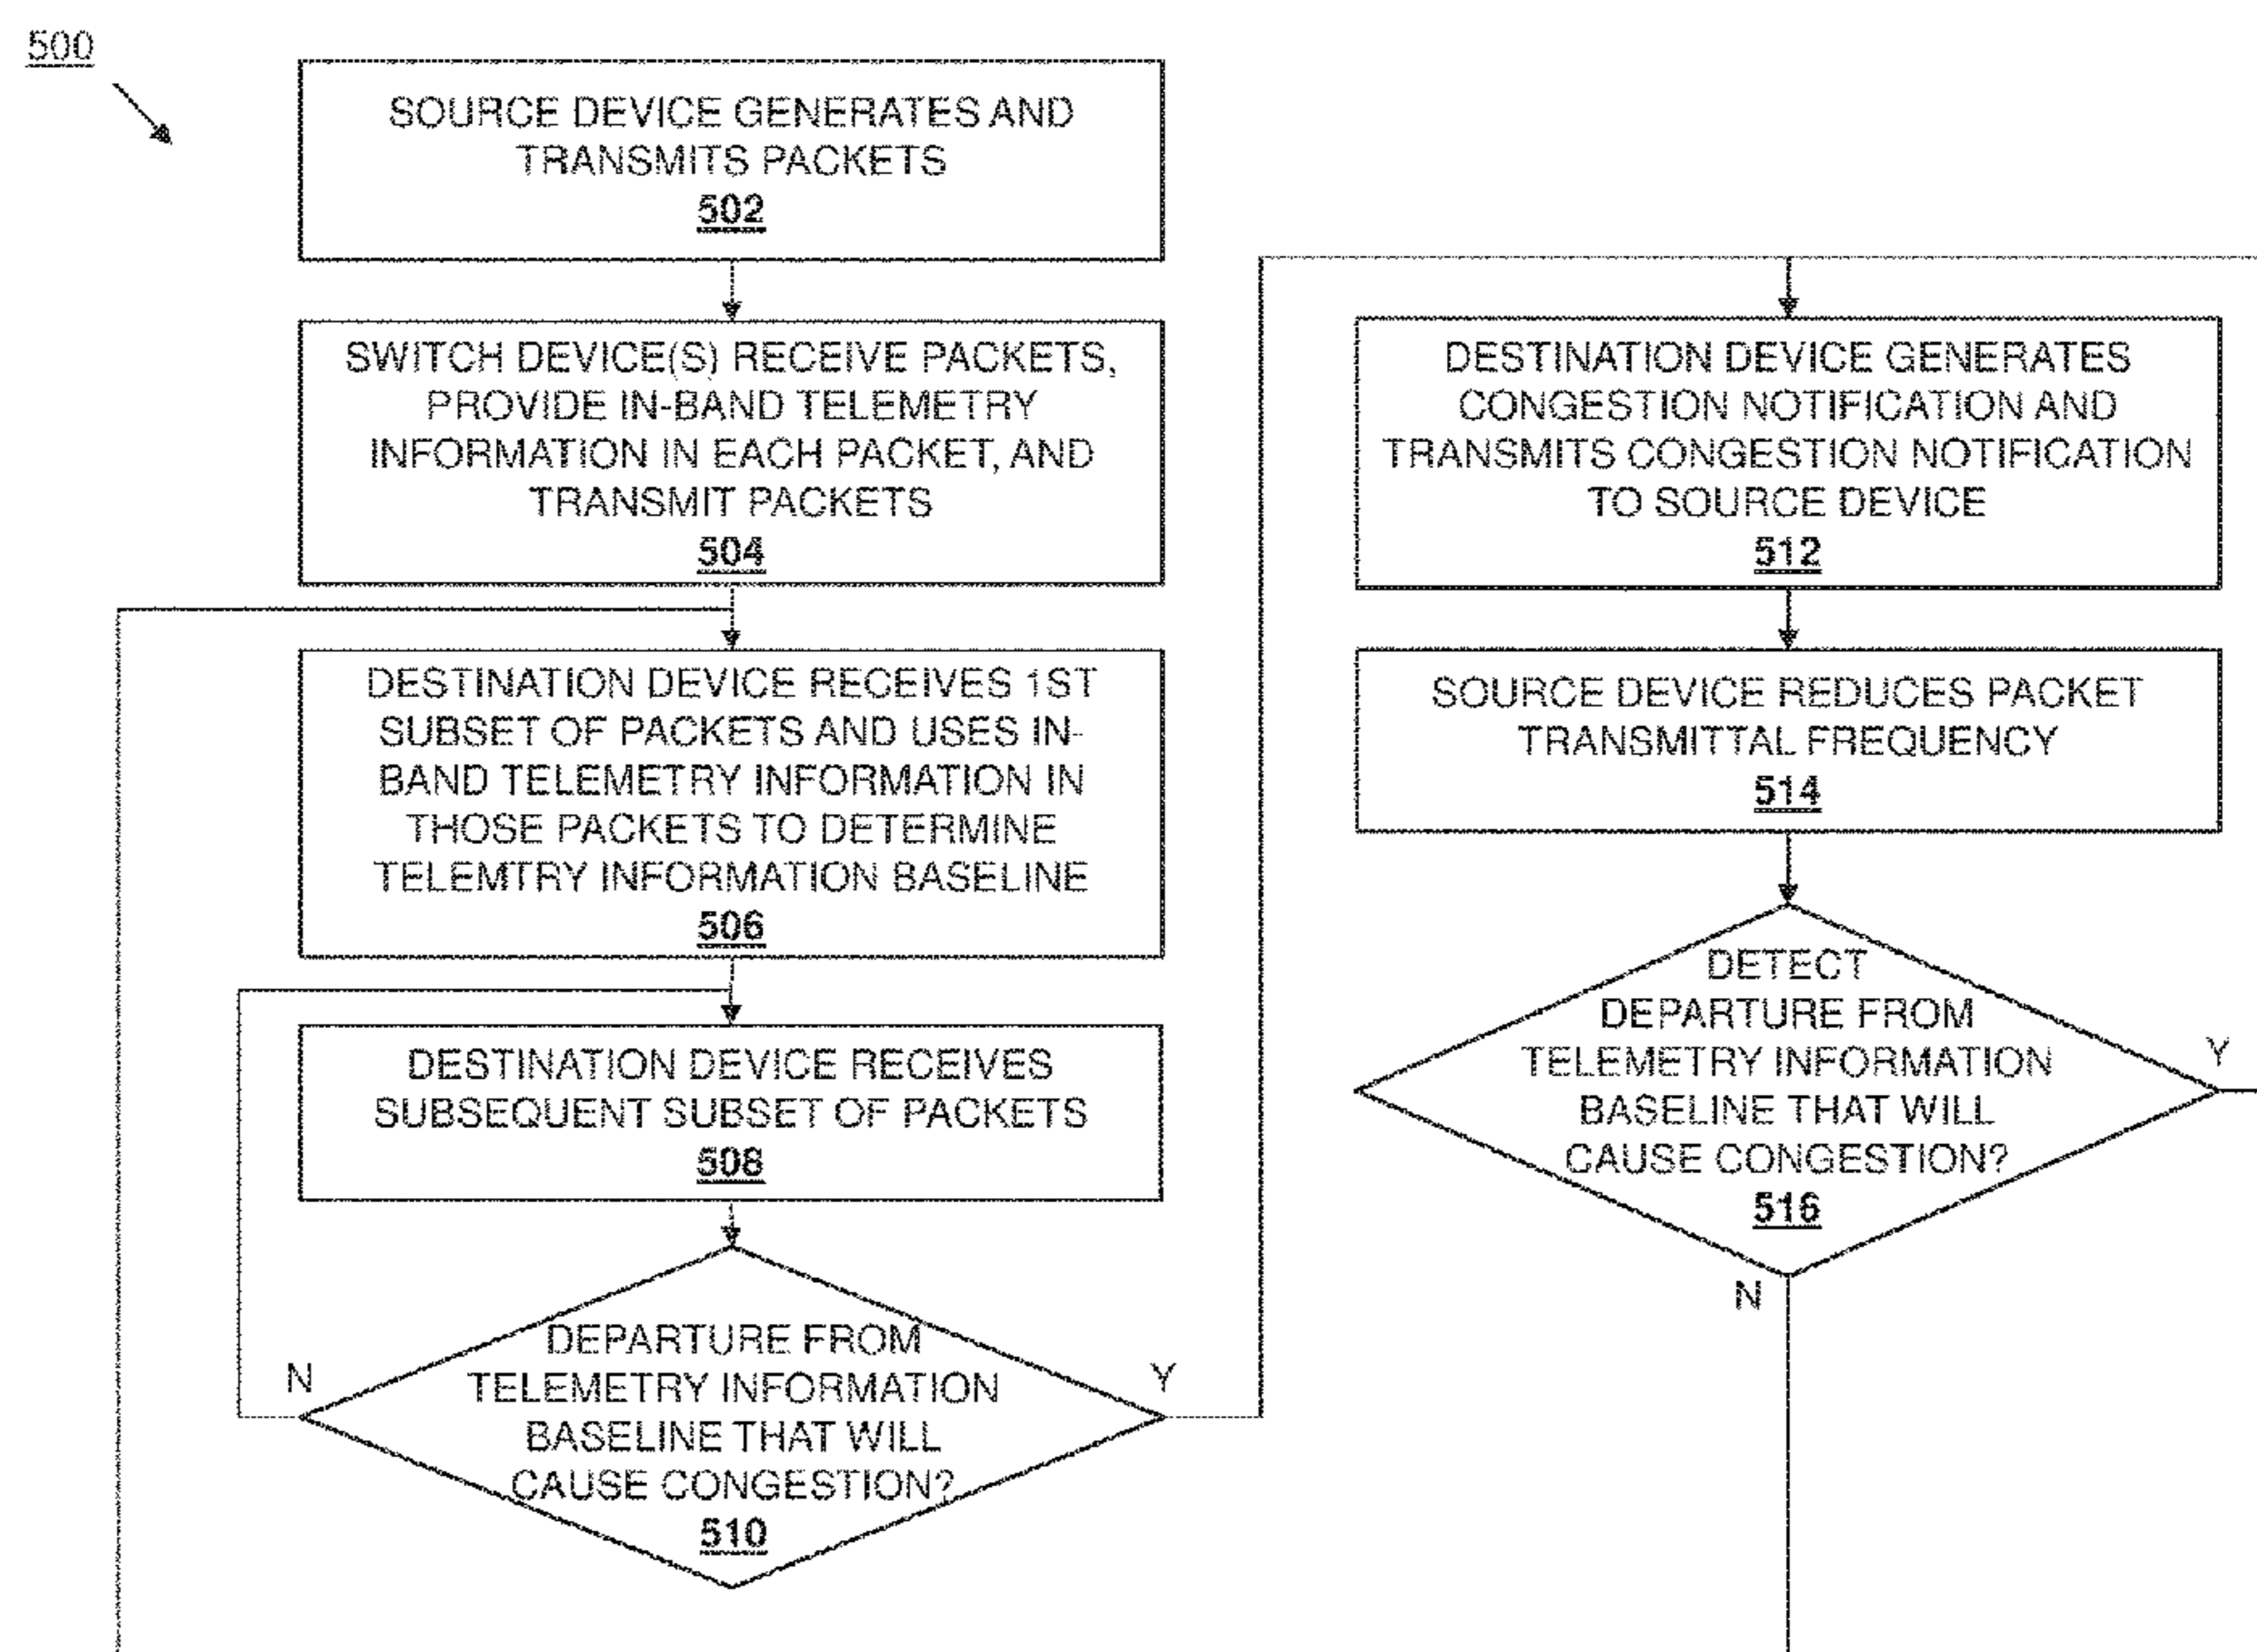 500
SOURCE DEVICE GENERATES AND
TRANSMITS PACKETS
502
SWITCH DEVICE(S) RECEIVE PACKETS,
PROVIDE IN-BAND TELEMETRY
INFORMATION IN EACH PACKET, AND
TRANSMIT PACKETS
504
DESTINATION DEVICE RECEIVES 1ST
SUBSET OF PACKETS AND USES IN-
BAND TELEMETRY INFORMATION IN
THOSE PACKETS TO DETERMINE
TELEMTRY INFORMATION BASELINE
506
DESTINATION DEVICE RECEIVES
SUBSEQUENT SUBSET OF PACKETS
508
N
Y
DEPARTURE FROM
TELEMETRY INFORMATION
BASELINE THAT WILL
CAUSE CONGESTION?
510
DESTINATION DEVICE GENERATES
CONGESTION NOTIFICATION AND
TRANSMITS CONGESTION NOTIFICATION
TO SOURCE DEVICE
512
SOURCE DEVICE REDUCES PACKET
TRANSMITTAL FREQUENCY
514
DETECT
DEPARTURE FROM
TELEMETRY INFORMATION
BASELINE THAT WILL
CAUSE CONGESTION?
516
Y
N